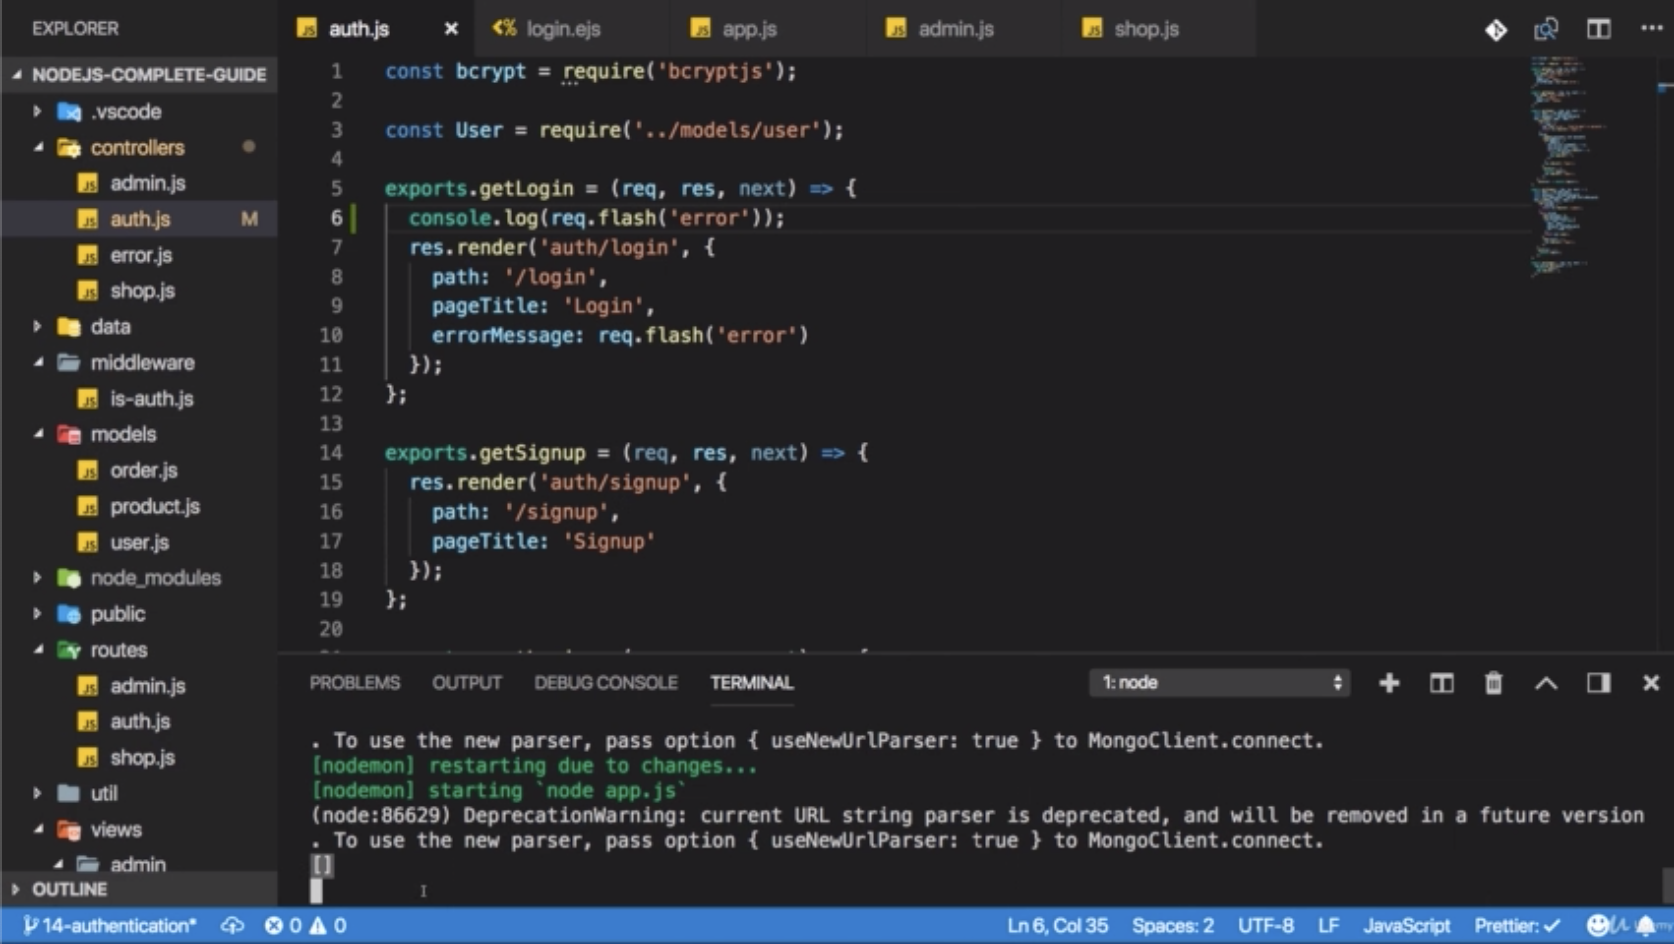 EXPLORER
auth.js
login.ejs
app.js
admin.js
shop.js
NODEJS-COMPLETE-GUIDE
.vscode
controllers
admin.js
auth.js M
error.js
shop.js
data
middleware
is-auth.js
models
order.js
product.js
user.js
node_modules
public
routes
admin.js
auth.js
shop.js
util
views
admin
OUTLINE
1 const bcrypt = require('bcryptjs');
2
3 const User = require('../models/user');
4
5 exports.getLogin = (req, res, next) => {
6 console.log(req.flash('error'));
7 res.render('auth/login', {
8 path: '/login',
9 pageTitle: 'Login',
10 errorMessage: req.flash('error')
11 });
12 };
13
14 exports.getSignup = (req, res, next) => {
15 res.render('auth/signup', {
16 path: '/signup',
17 pageTitle: 'Signup'
18 });
19 };
20
PROBLEMS OUTPUT DEBUG CONSOLE TERMINAL 1: node
. To use the new parser, pass option { useNewUrlParser: true } to MongoClient.connect.
[nodemon] restarting due to changes...
[nodemon] starting `node app.js`
(node:86629) DeprecationWarning: current URL string parser is deprecated, and will be removed in a future version
. To use the new parser, pass option { useNewUrlParser: true } to MongoClient.connect.
[]
14-authentication* 0 0 Ln 6, Col 35 Spaces: 2 UTF-8 LF JavaScript Prettier: ✓